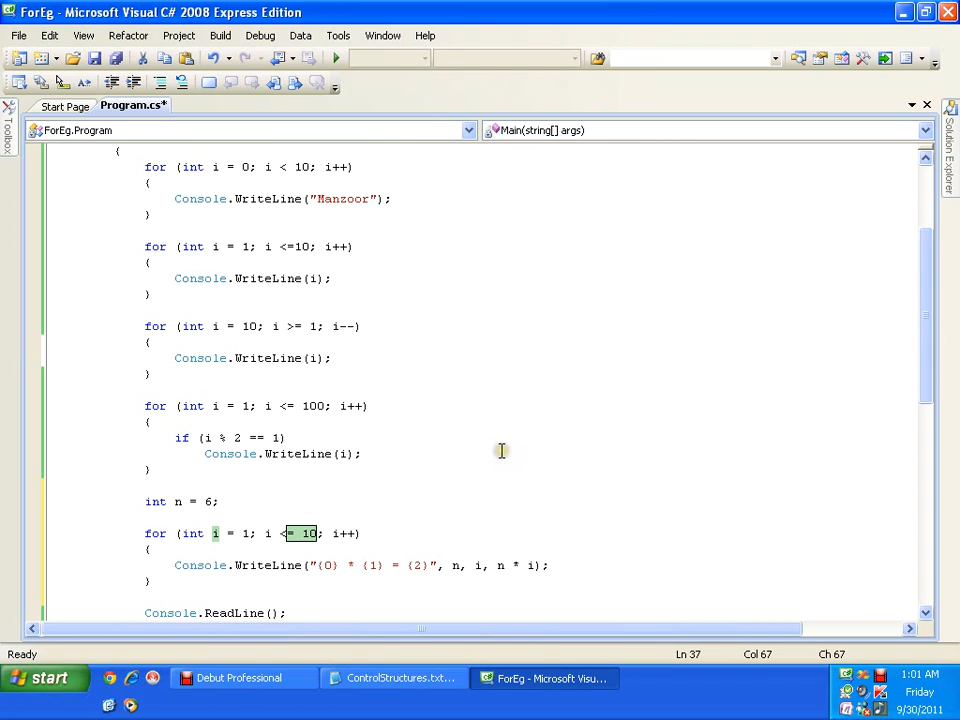 ForEg - Microsoft Visual C# 2008 Express Edition
File Edit View Refactor Project Build Debug Data Tools Window Help
Start Page Program.cs*
ForEg.Program Main(string[] args)
Toolbox
Solution Explorer
{
for (int i = 0; i < 10; i++)
{
Console.WriteLine("Manzoor");
}
for (int i = 1; i <=10; i++)
{
Console.WriteLine(i);
}
for (int i = 10; i >= 1; i--)
{
Console.WriteLine(i);
}
for (int i = 1; i <= 100; i++)
{
if (i % 2 == 1)
Console.WriteLine(i);
}
int n = 6;
for (int i = 1; i <= 10; i++)
{
Console.WriteLine("{0} * {1} = {2}", n, i, n * i);
}
Console.ReadLine();
Ready Ln 37 Col 67 Ch 67
start Debut Professional ControlStructures.txt... ForEg - Microsoft Visu... 1:01 AM
Friday
9/30/2011